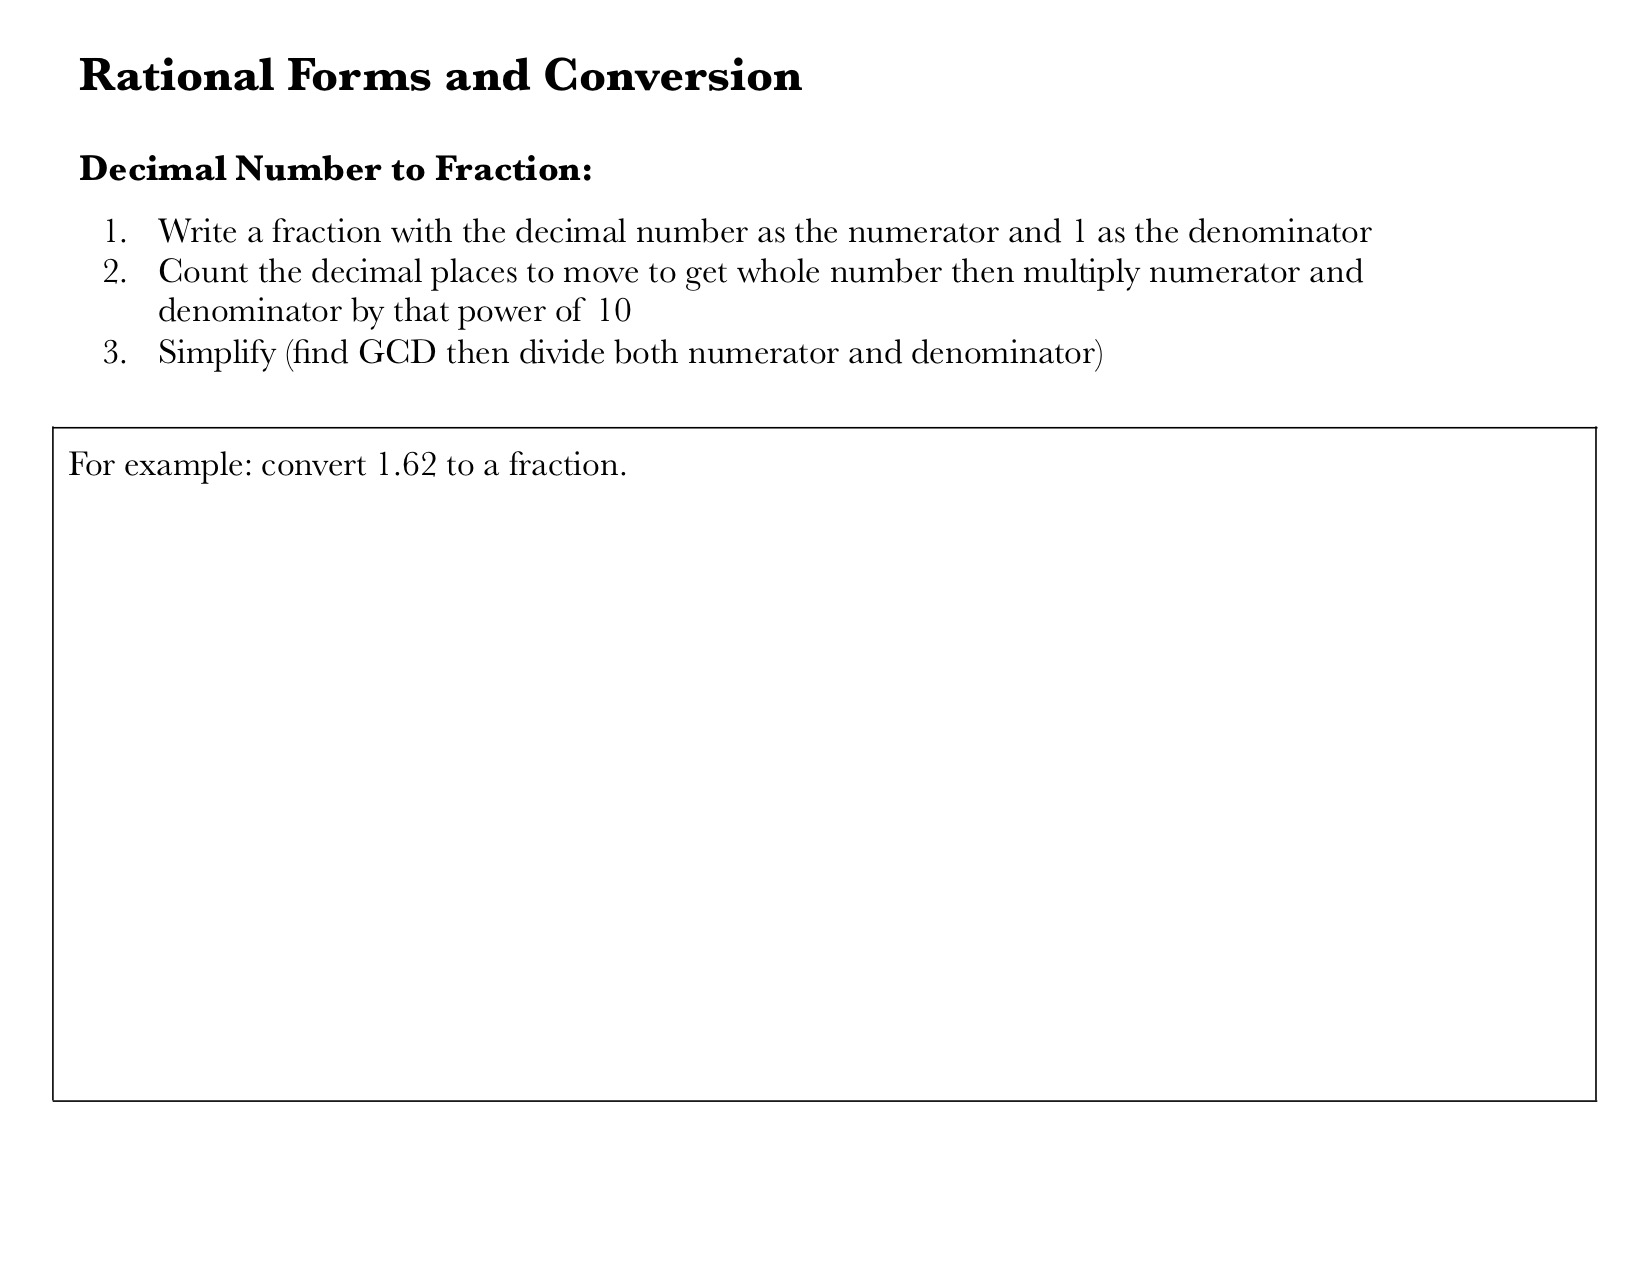 Rational Forms and Conversion
Decimal Number to Fraction:
1. Write a fraction with the decimal number as the numerator and 1 as the denominator
2. Count the decimal places to move to get whole number then multiply numerator and
denominator by that power of 10
3. Simplify (find GCD then divide both numerator and denominator)
For example: convert 1.62 to a fraction.